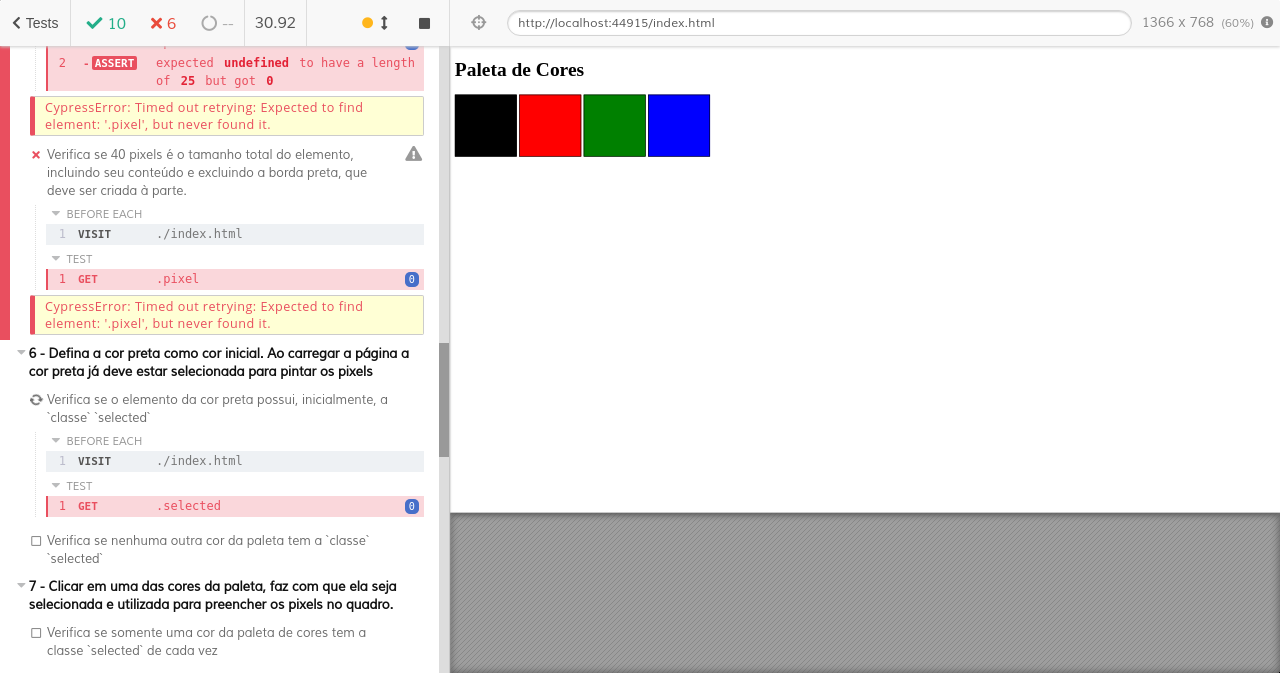 Tests
10
6
--
30.92
http://localhost:44915/index.html
1366 x 768 (60%)
2 - ASSERT expected undefined to have a length
of 25 but got 0
CypressError: Timed out retrying: Expected to find
element: '.pixel', but never found it.
Verifica se 40 pixels é o tamanho total do elemento,
incluindo seu conteúdo e excluindo a borda preta, que
deve ser criada à parte.
BEFORE EACH
1 VISIT ./index.html
TEST
1 GET .pixel 0
CypressError: Timed out retrying: Expected to find
element: '.pixel', but never found it.
6 - Defina a cor preta como cor inicial. Ao carregar a página a
cor preta já deve estar selecionada para pintar os pixels
Verifica se o elemento da cor preta possui, inicialmente, a
`classe` `selected`
BEFORE EACH
1 VISIT ./index.html
TEST
1 GET .selected 0
Verifica se nenhuma outra cor da paleta tem a `classe`
`selected`
7 - Clicar em uma das cores da paleta, faz com que ela seja
selecionada e utilizada para preencher os pixels no quadro.
Verifica se somente uma cor da paleta de cores tem a
classe `selected` de cada vez
Paleta de Cores